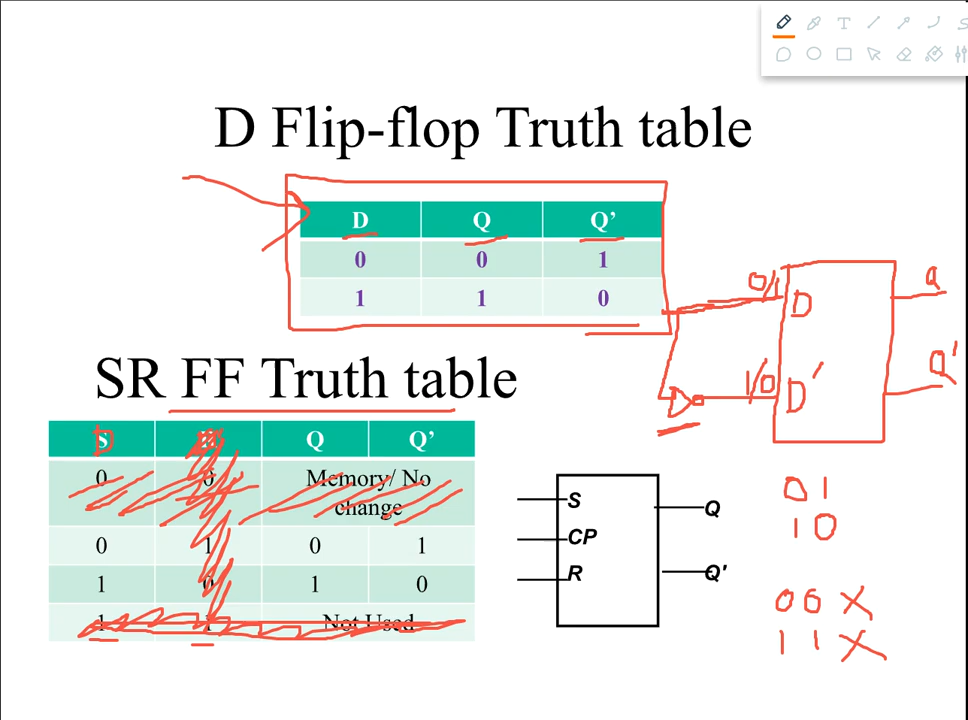 D Flip-flop Truth table
D Q Q’
0 0 1
1 1 0
0/1
D
Q
1/0
D'
Q'
SR FF Truth table
S Q Q’
0 0 Memory/ No change
0 1 0 1
1 0 1 0
1 1 Not Used
S
CP
R
Q
Q'
0 1
1 0
0 0 X
1 1 X
T